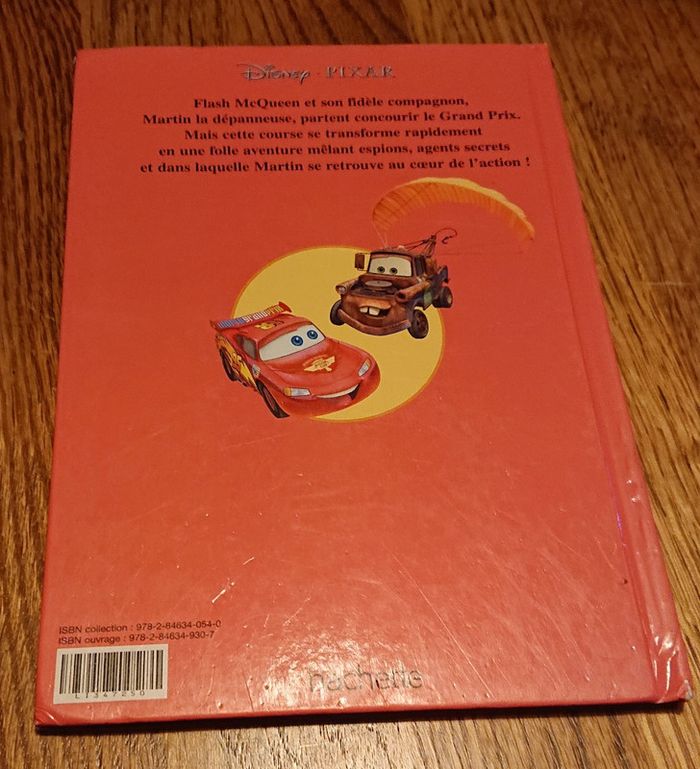 Disney · PIXAR
Flash McQueen et son fidèle compagnon,
Martin la dépanneuse, partent concourir le Grand Prix.
Mais cette course se transforme rapidement
en une folle aventure mêlant espions, agents secrets
et dans laquelle Martin se retrouve au cœur de l'action !
ISBN collection : 978-2-84634-054-0
ISBN ouvrage : 978-2-84634-930-7
L1347250
hachette